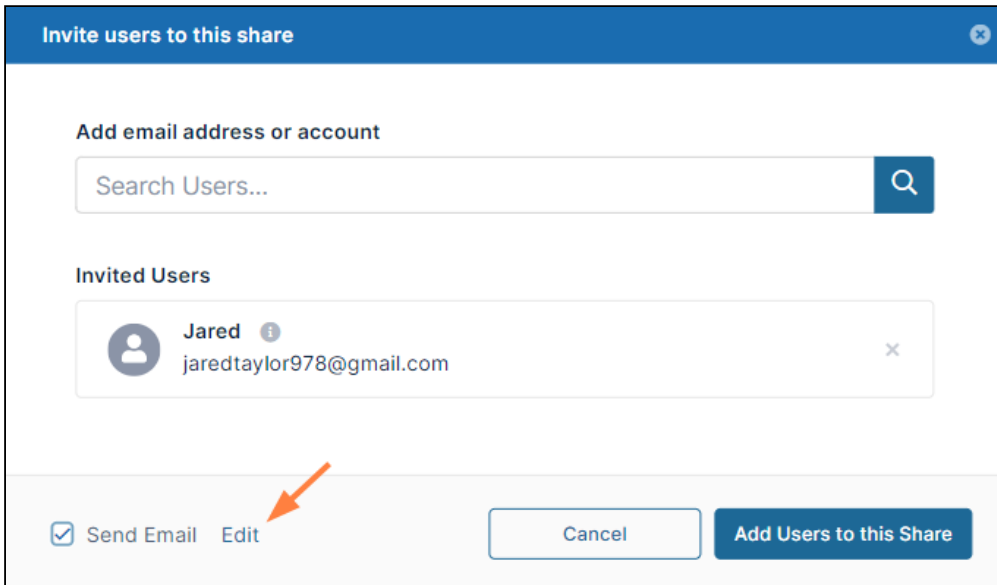 Invite users to this share
Add email address or account
Search Users...
Invited Users
Jared
jaredtaylor978@gmail.com
Send Email Edit Cancel Add Users to this Share